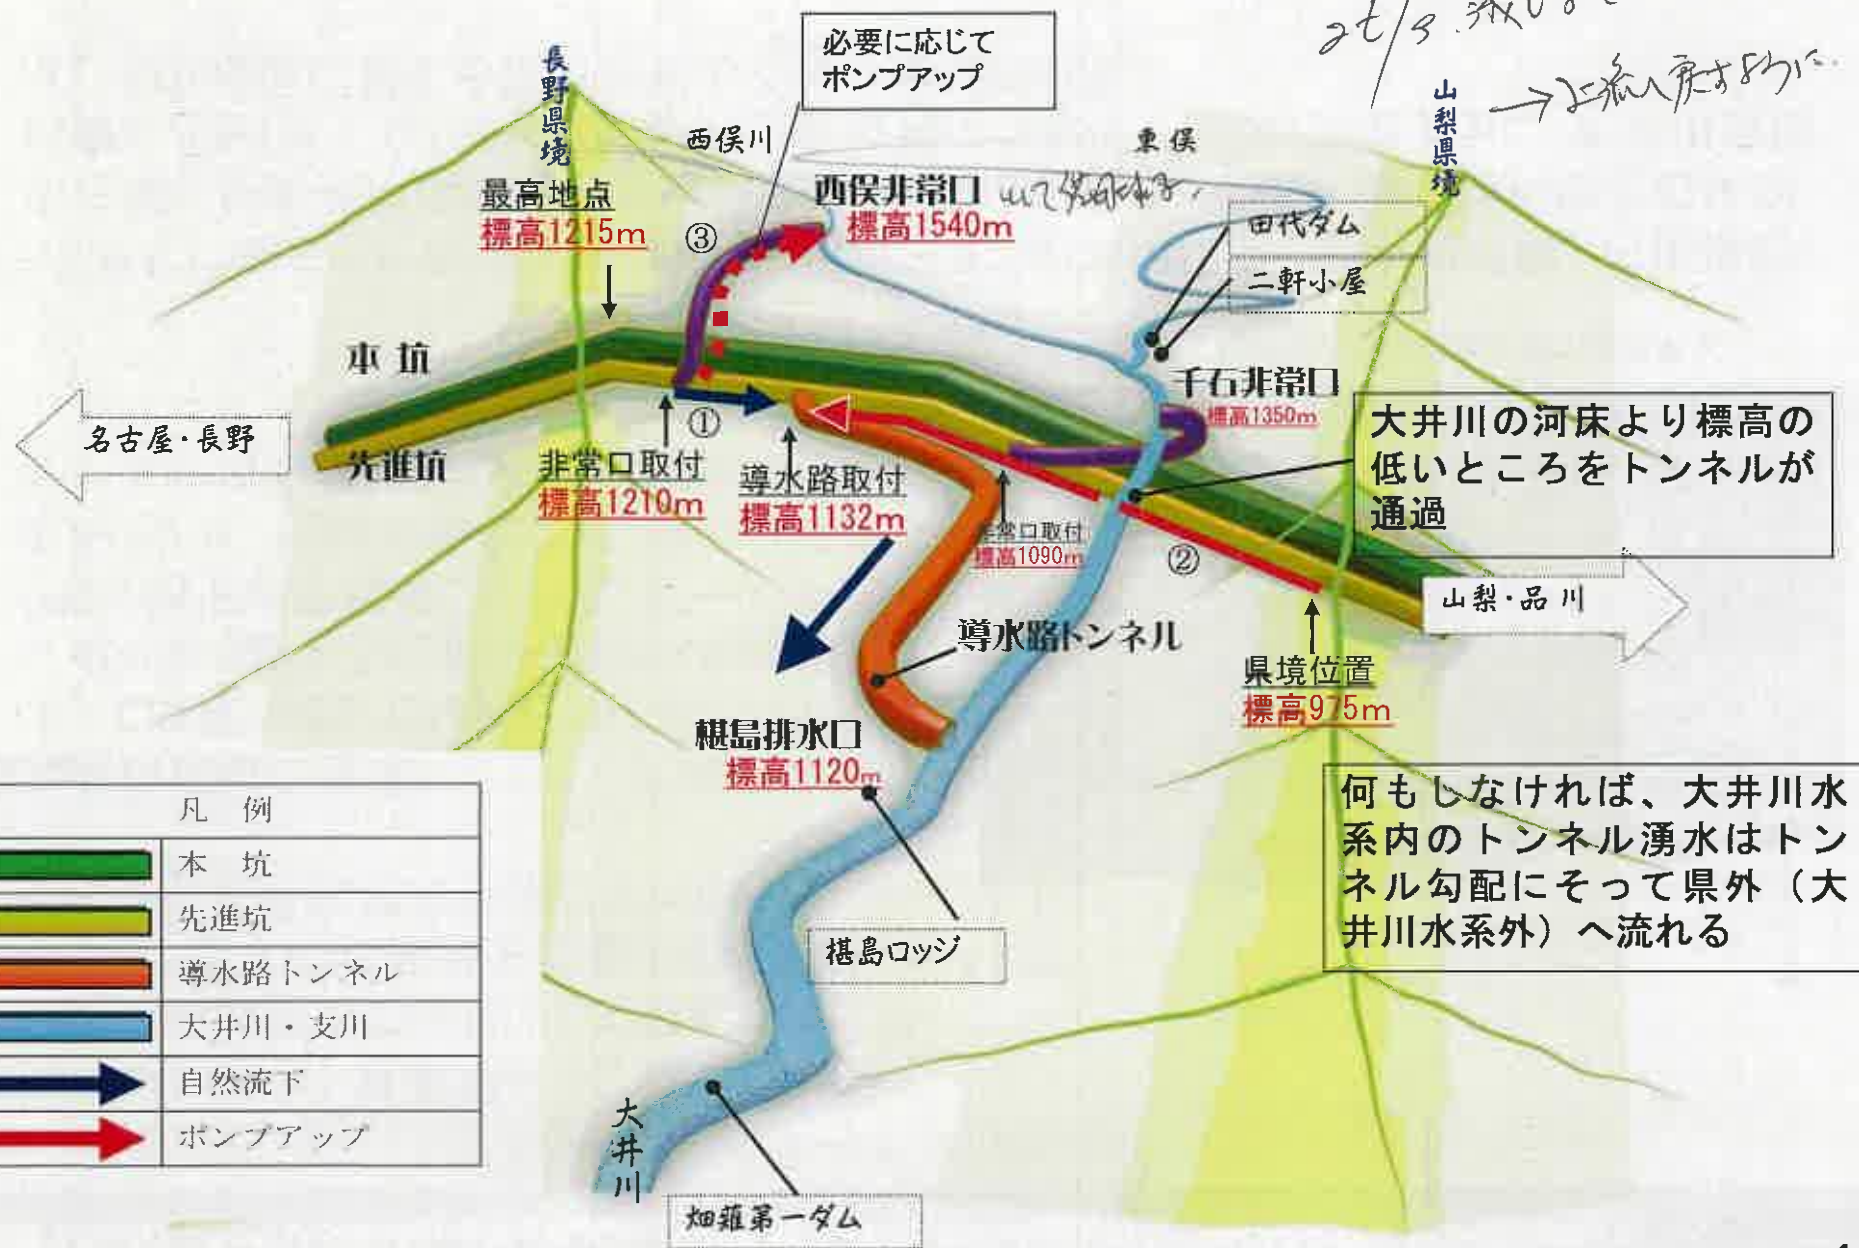 2t/s 減
→上流へ戻すように
必要に応じて
ポンプアップ
長野県境
山梨県境
西俣川
東俣
最高地点
標高1215m
③
西俣非常口
標高1540m
田代ダム
二軒小屋
本坑
先進坑
名古屋・長野
①
千石非常口
標高1350m
大井川の河床より標高の
低いところをトンネルが
通過
非常口取付
標高1210m
導水路取付
標高1132m
非常口取付
標高1090m
②
山梨・品川
導水路トンネル
県境位置
標高975m
椹島排水口
標高1120m
何もしなければ、大井川水
系内のトンネル湧水はトン
ネル勾配にそって県外（大
井川水系外）へ流れる
凡 例
本 坑
先進坑
導水路トンネル
大井川・支川
自然流下
ポンプアップ
椹島ロッジ
大井川
畑薙第一ダム